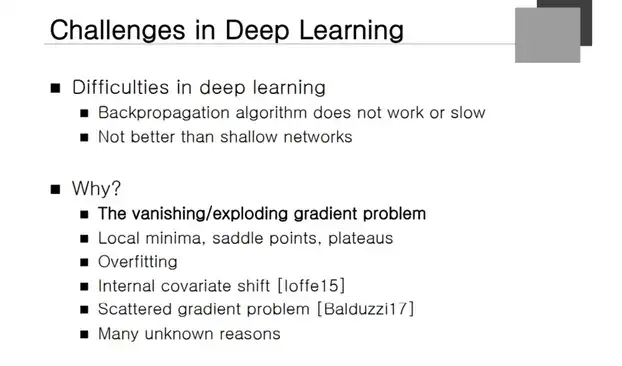 Challenges in Deep Learning
Difficulties in deep learning
Backpropagation algorithm does not work or slow
Not better than shallow networks
Why?
The vanishing/exploding gradient problem
Local minima, saddle points, plateaus
Overfitting
Internal covariate shift [Ioffe15]
Scattered gradient problem [Balduzzi17]
Many unknown reasons